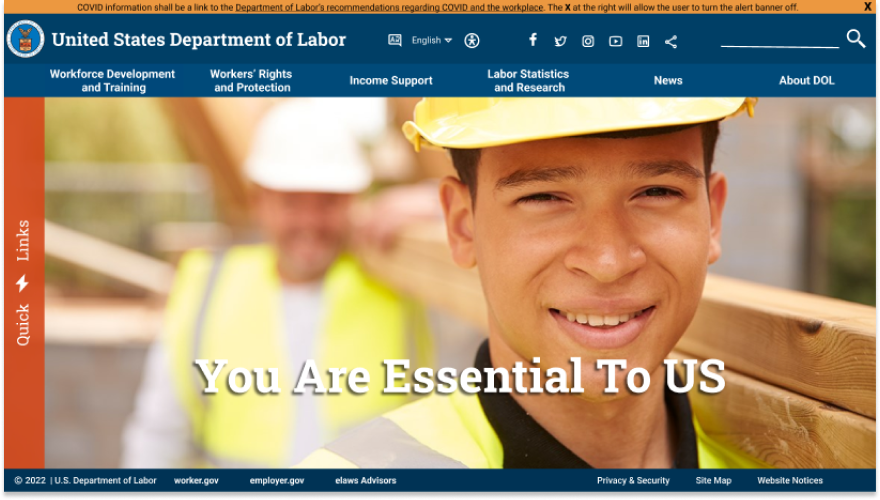 COVID information shall be a link to the Department of Labor's recommendations regarding COVID and the workplace. The X at the right will allow the user to turn the alert banner off. X
United States Department of Labor
English
Workforce Development and Training
Workers' Rights and Protection
Income Support
Labor Statistics and Research
News
About DOL
Quick Links
You Are Essential To US
© 2022 | U.S. Department of Labor worker.gov employer.gov elaws Advisors Privacy & Security Site Map Website Notices